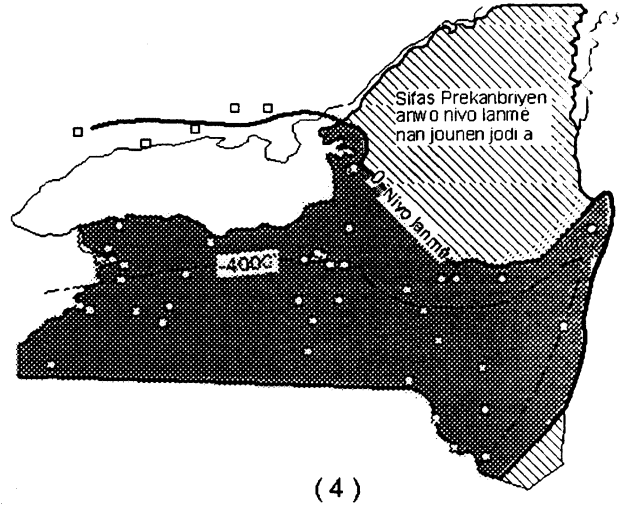 Sifas Prekanbriyen
anwo nivo lanmè
nan jounen jodi a
0=Nivo lanmè
-4000
(4)